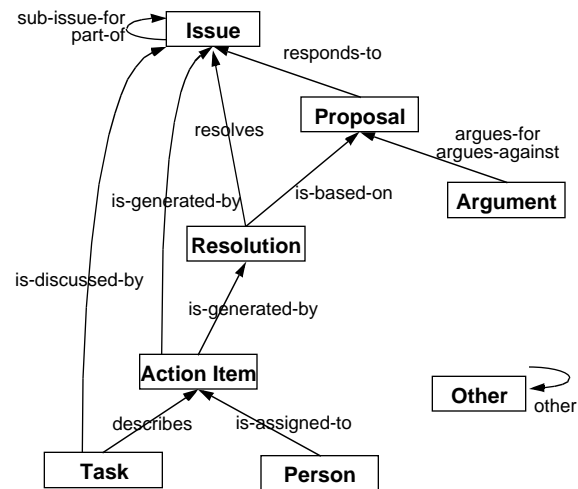 sub-issue-for
part-of
Issue
responds-to
Proposal
resolves
argues-for
argues-against
is-based-on
Argument
is-generated-by
Resolution
is-discussed-by
is-generated-by
Action Item
Other
other
describes
is-assigned-to
Task
Person